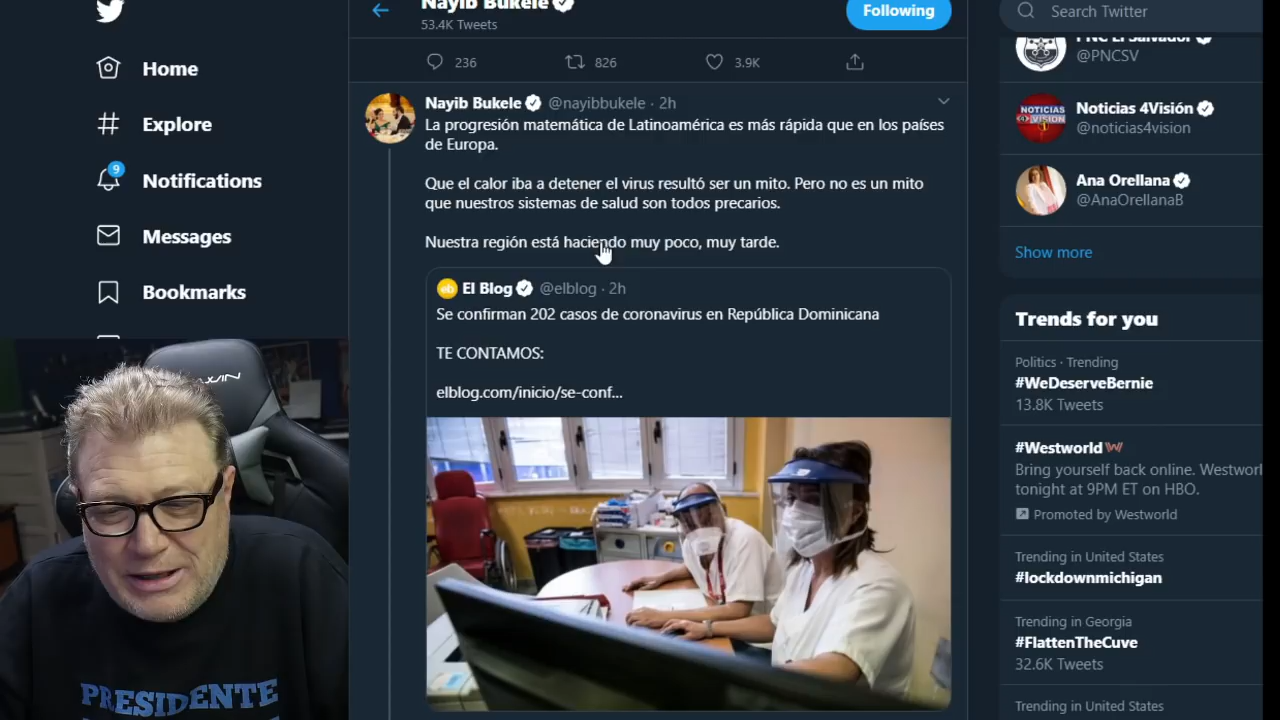 Nayib Bukele
53.4K Tweets
Following
Search Twitter
Home
Explore
9
Notifications
Messages
Bookmarks
236
826
3.9K
Nayib Bukele @nayibbukele · 2h
La progresión matemática de Latinoamérica es más rápida que en los países
de Europa.
Que el calor iba a detener el virus resultó ser un mito. Pero no es un mito
que nuestros sistemas de salud son todos precarios.
Nuestra región está haciendo muy poco, muy tarde.
eb El Blog @elblog · 2h
Se confirman 202 casos de coronavirus en República Dominicana
TE CONTAMOS:
elblog.com/inicio/se-conf...
PNC El Salvador
@PNCSV
NOTICIAS
Noticias 4Visión
@noticias4vision
Ana Orellana
@AnaOrellanaB
Show more
Trends for you
Politics · Trending
#WeDeserveBernie
13.8K Tweets
#Westworld
Bring yourself back online. Westworl
tonight at 9PM ET on HBO.
Promoted by Westworld
Trending in United States
#lockdownmichigan
Trending in Georgia
#FlattenTheCuve
32.6K Tweets
Trending in United States
PRESIDENTE